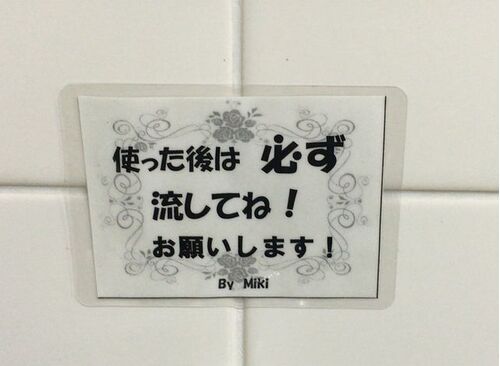 使った後は 必ず
流してね！
お願いします！
By Miki